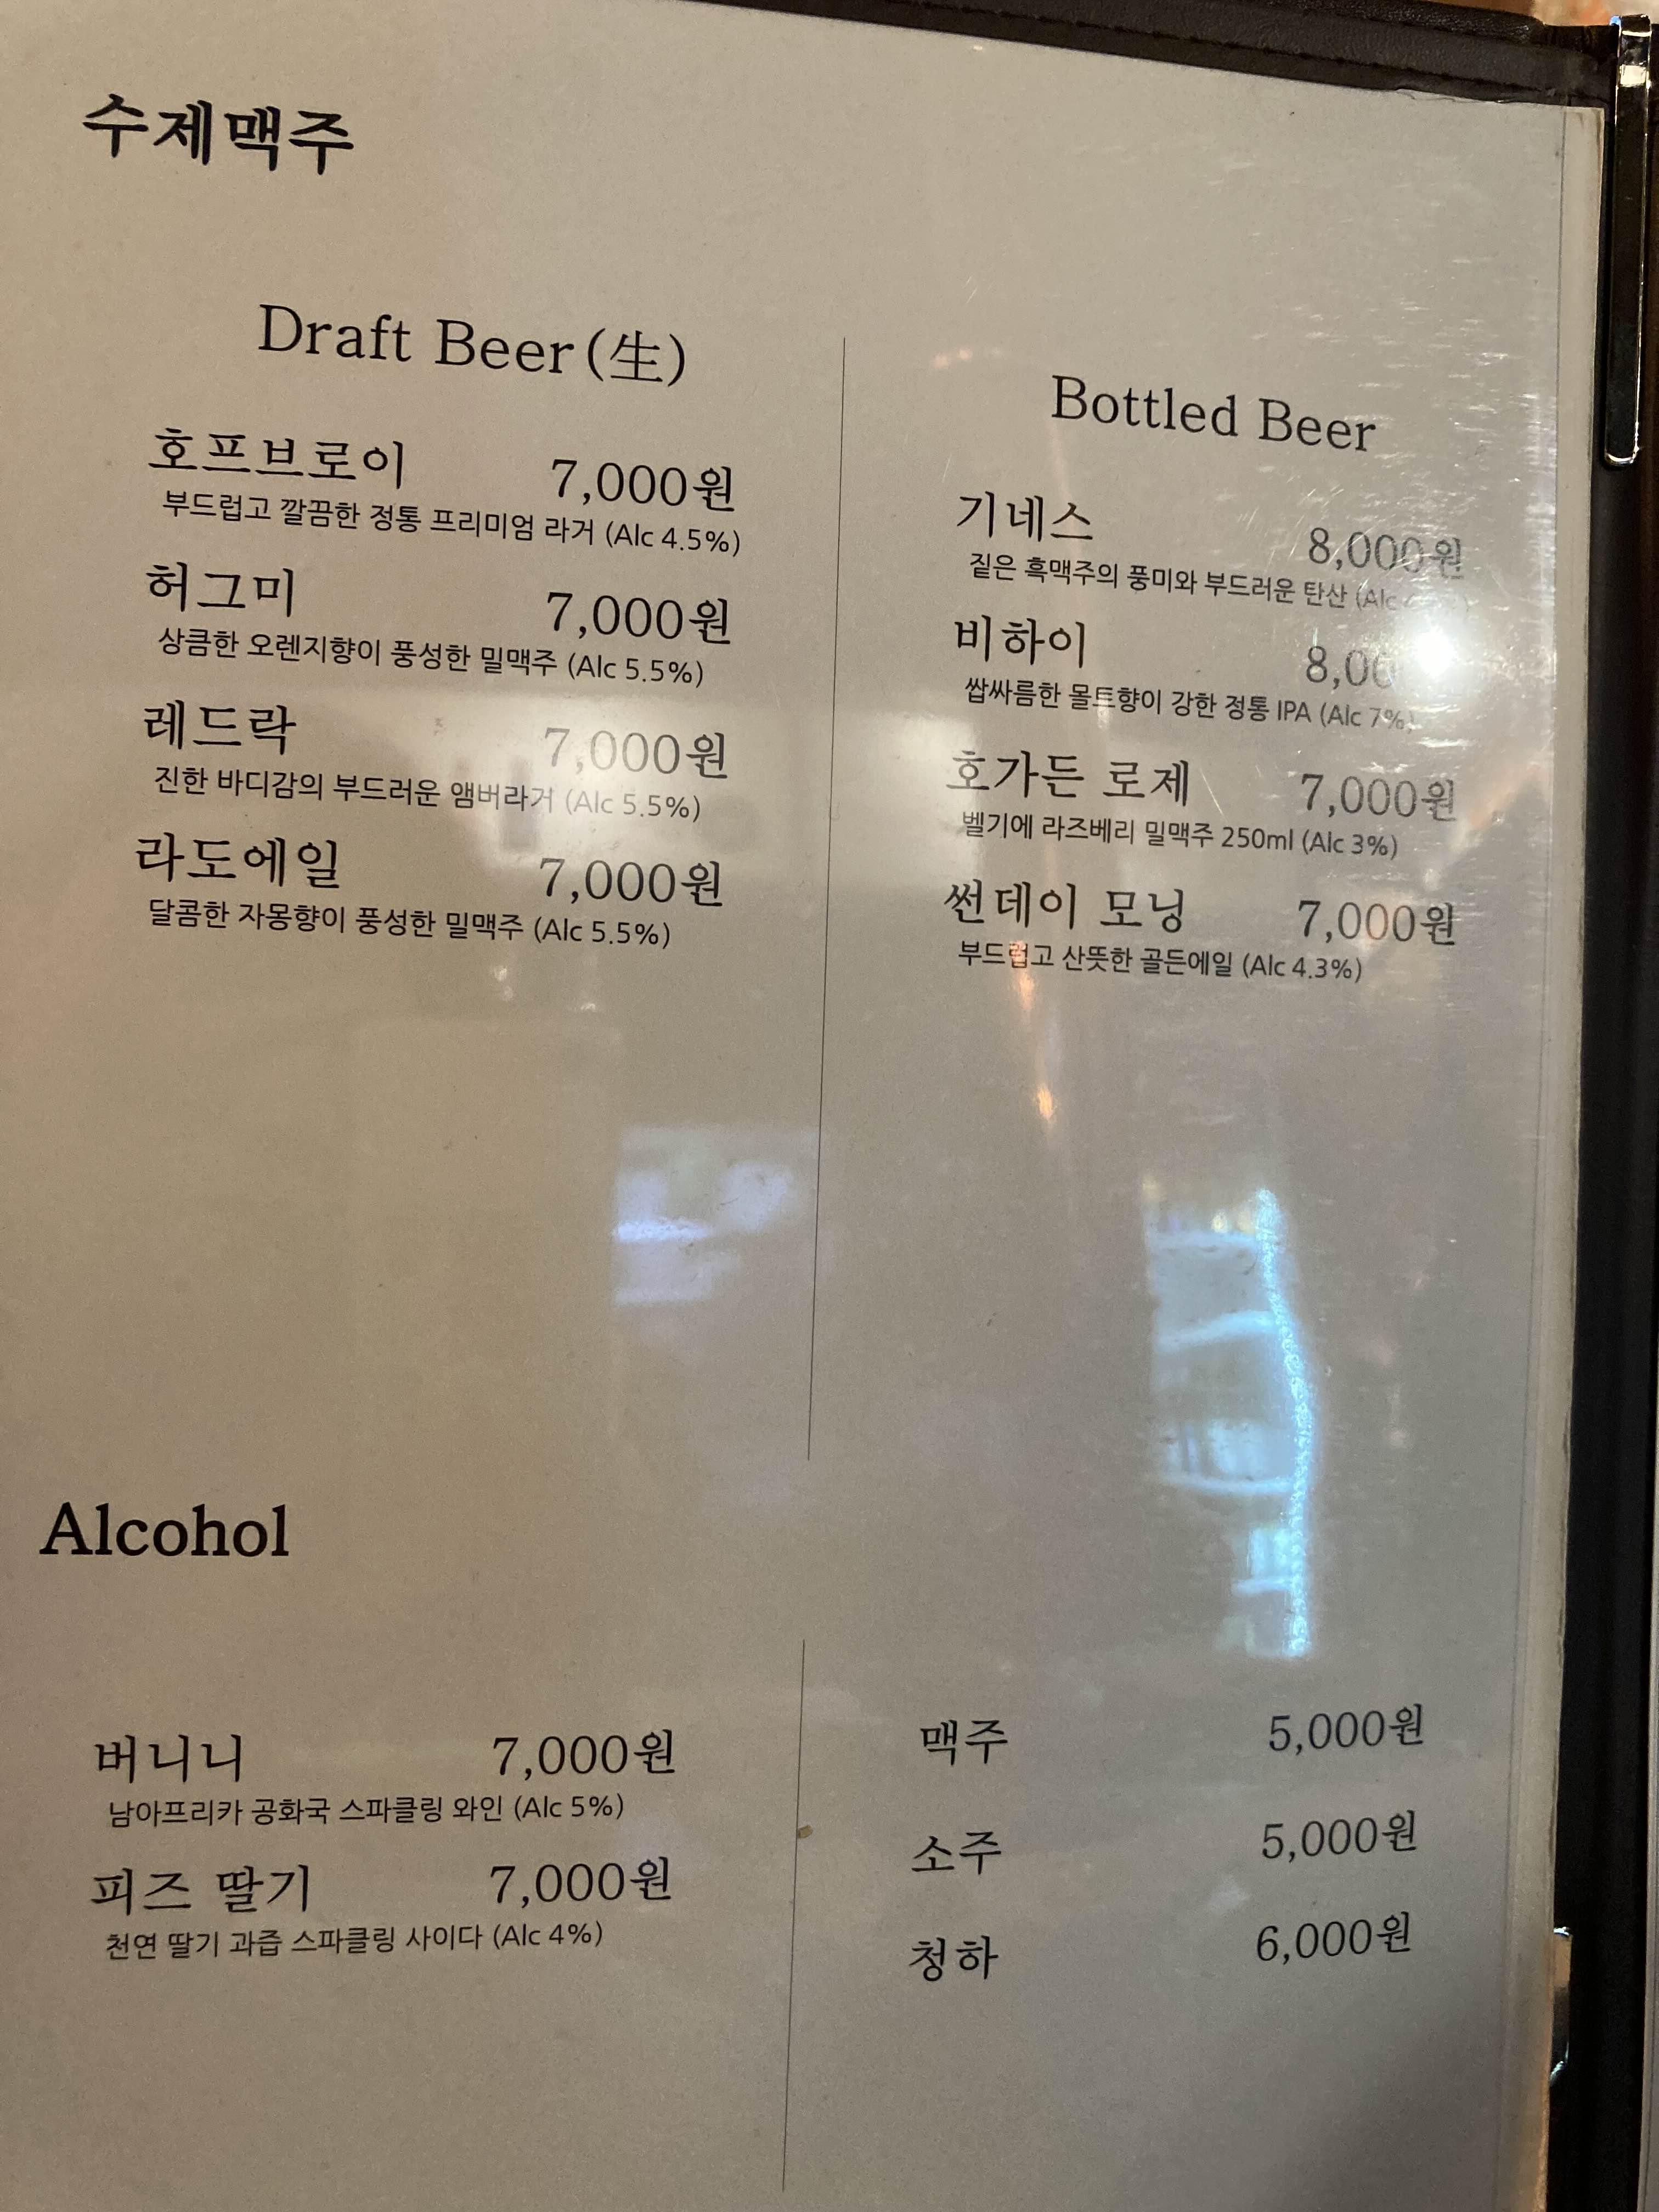 수제맥주
Draft Beer(生)
호프브로이 7,000원
부드럽고 깔끔한 정통 프리미엄 라거 (Alc 4.5%)
허그미 7,000원
상큼한 오렌지향이 풍성한 밀맥주 (Alc 5.5%)
레드락 7,000원
진한 바디감의 부드러운 앰버라거 (Alc 5.5%)
라도에일 7,000원
달콤한 자몽향이 풍성한 밀맥주 (Alc 5.5%)
Bottled Beer
기네스 8,000원
짙은 흑맥주의 풍미와 부드러운 탄산 (Alc
비하이
쌉싸름한 몰트향이 강한 정통 IPA (Alc 7%)
호가든 로제 7,000원
벨기에 라즈베리 밀맥주 250ml (Alc 3%)
썬데이 모닝 7,000원
부드럽고 산뜻한 골든에일 (Alc 4.3%)
Alcohol
버니니 7,000원
남아프리카 공화국 스파클링 와인 (Alc 5%)
피즈 딸기 7,000원
천연 딸기 과즙 스파클링 사이다 (Alc 4%)
맥주 5,000원
소주 5,000원
청하 6,000원